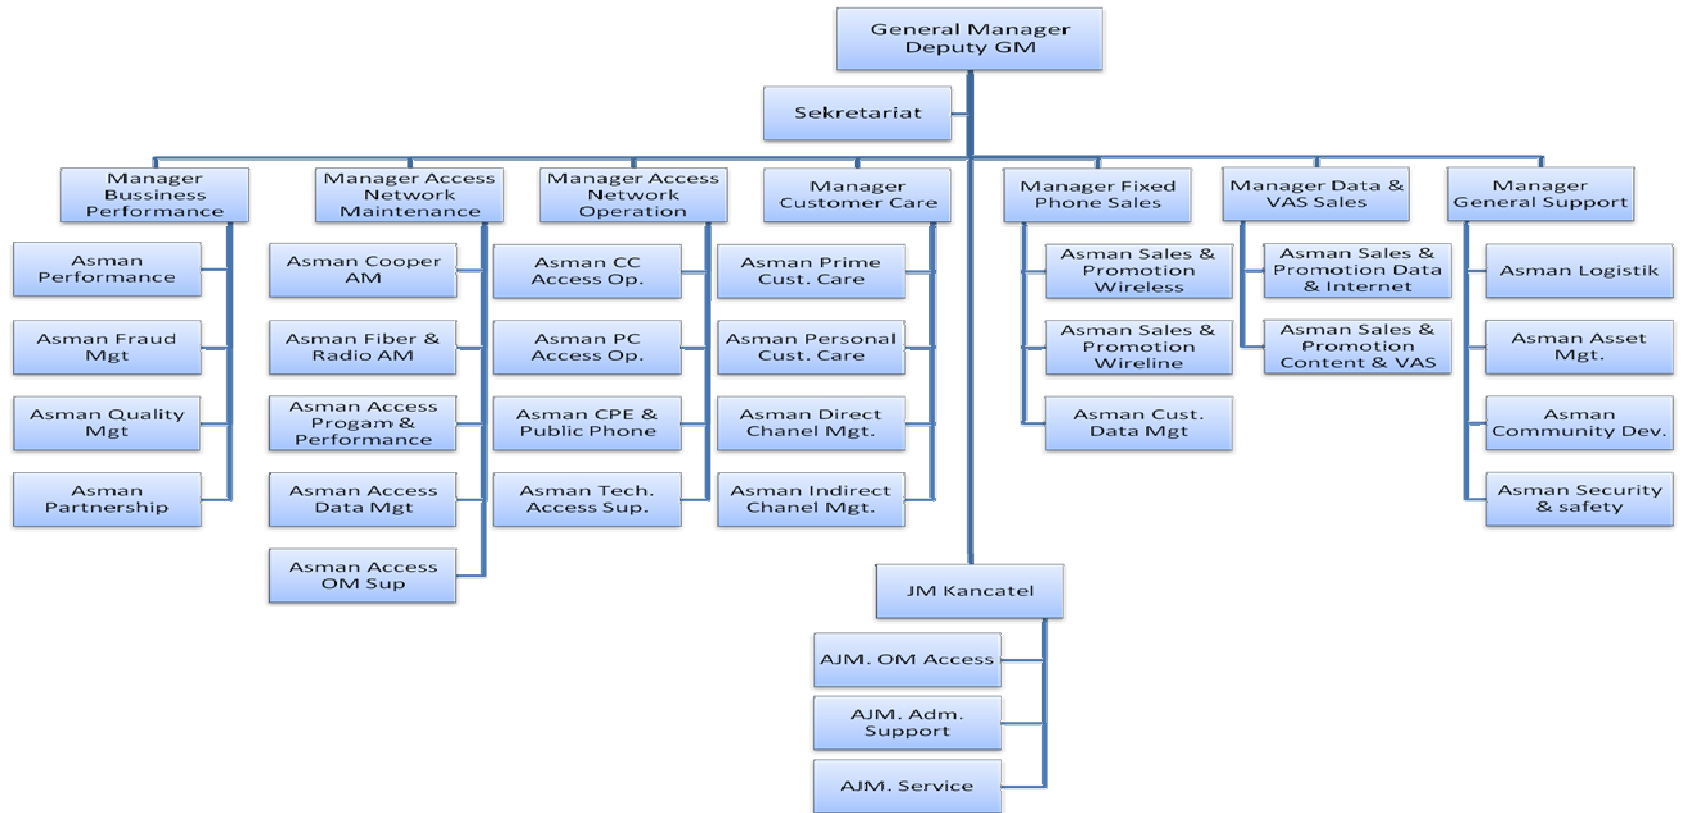 General Manager
Deputy GM
Sekretariat
Manager
Bussiness
Performance
Manager Access
Network
Maintenance
Manager Access
Network
Operation
Manager
Customer Care
Manager Fixed
Phone Sales
Manager Data &
VAS Sales
Manager
General Support
Asman
Performance
Asman Fraud
Mgt
Asman Quality
Mgt
Asman
Partnership
Asman Cooper
AM
Asman Fiber &
Radio AM
Asman Access
Progam &
Performance
Asman Access
Data Mgt
Asman Access
OM Sup
Asman CC
Access Op.
Asman PC
Access Op.
Asman CPE &
Public Phone
Asman Tech.
Access Sup.
Asman Prime
Cust. Care
Asman Personal
Cust. Care
Asman Direct
Chanel Mgt.
Asman Indirect
Chanel Mgt.
Asman Sales &
Promotion
Wireless
Asman Sales &
Promotion
Wireline
Asman Cust.
Data Mgt
Asman Sales &
Promotion Data
& Internet
Asman Sales &
Promotion
Content & VAS
Asman Logistik
Asman Asset
Mgt.
Asman
Community Dev.
Asman Security
& safety
JM Kancatel
AJM. OM Access
AJM. Adm.
Support
AJM. Service